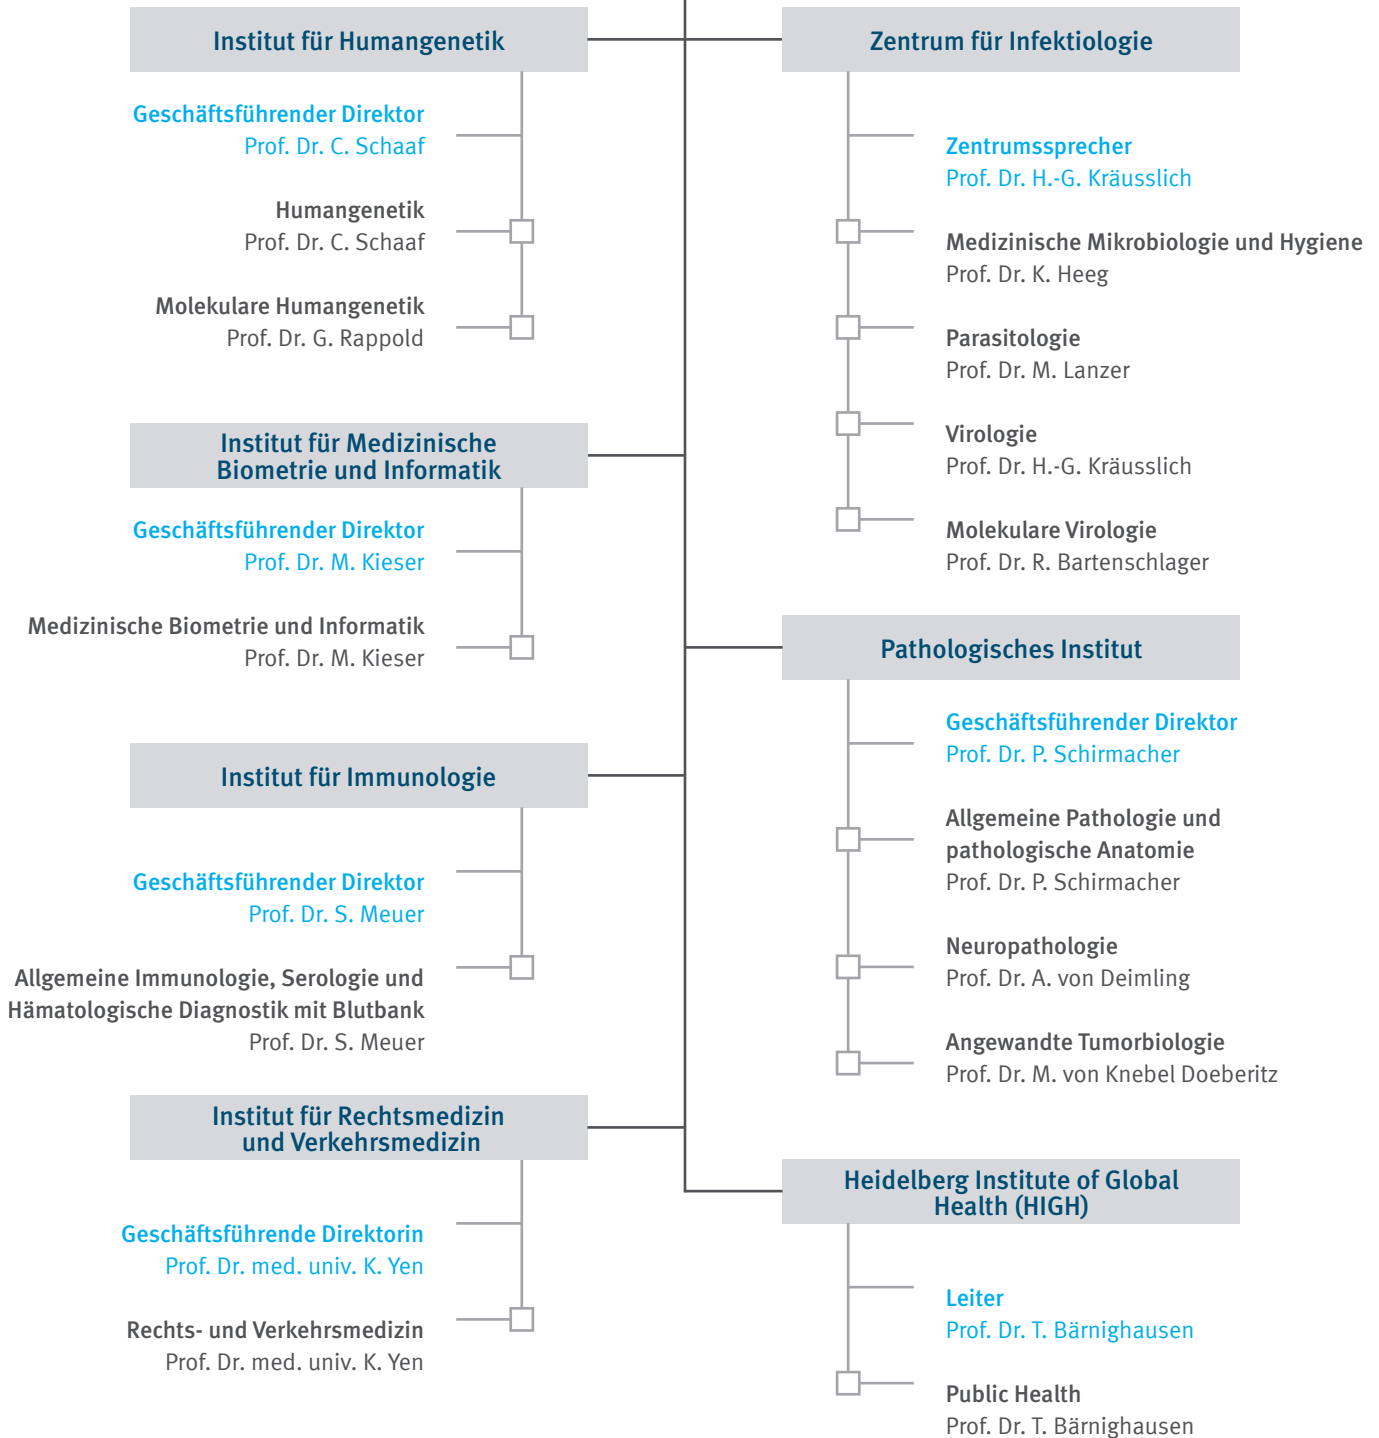 Institut für Humangenetik
Geschäftsführender Direktor
Prof. Dr. C. Schaaf
Humangenetik
Prof. Dr. C. Schaaf
Molekulare Humangenetik
Prof. Dr. G. Rappold
Institut für Medizinische
Biometrie und Informatik
Geschäftsführender Direktor
Prof. Dr. M. Kieser
Medizinische Biometrie und Informatik
Prof. Dr. M. Kieser
Institut für Immunologie
Geschäftsführender Direktor
Prof. Dr. S. Meuer
Allgemeine Immunologie, Serologie und
Hämatologische Diagnostik mit Blutbank
Prof. Dr. S. Meuer
Institut für Rechtsmedizin
und Verkehrsmedizin
Geschäftsführende Direktorin
Prof. Dr. med. univ. K. Yen
Rechts- und Verkehrsmedizin
Prof. Dr. med. univ. K. Yen
Zentrum für Infektiologie
Zentrumssprecher
Prof. Dr. H.-G. Kräusslich
Medizinische Mikrobiologie und Hygiene
Prof. Dr. K. Heeg
Parasitologie
Prof. Dr. M. Lanzer
Virologie
Prof. Dr. H.-G. Kräusslich
Molekulare Virologie
Prof. Dr. R. Bartenschlager
Pathologisches Institut
Geschäftsführender Direktor
Prof. Dr. P. Schirmacher
Allgemeine Pathologie und
pathologische Anatomie
Prof. Dr. P. Schirmacher
Neuropathologie
Prof. Dr. A. von Deimling
Angewandte Tumorbiologie
Prof. Dr. M. von Knebel Doeberitz
Heidelberg Institute of Global
Health (HIGH)
Leiter
Prof. Dr. T. Bärnighausen
Public Health
Prof. Dr. T. Bärnighausen